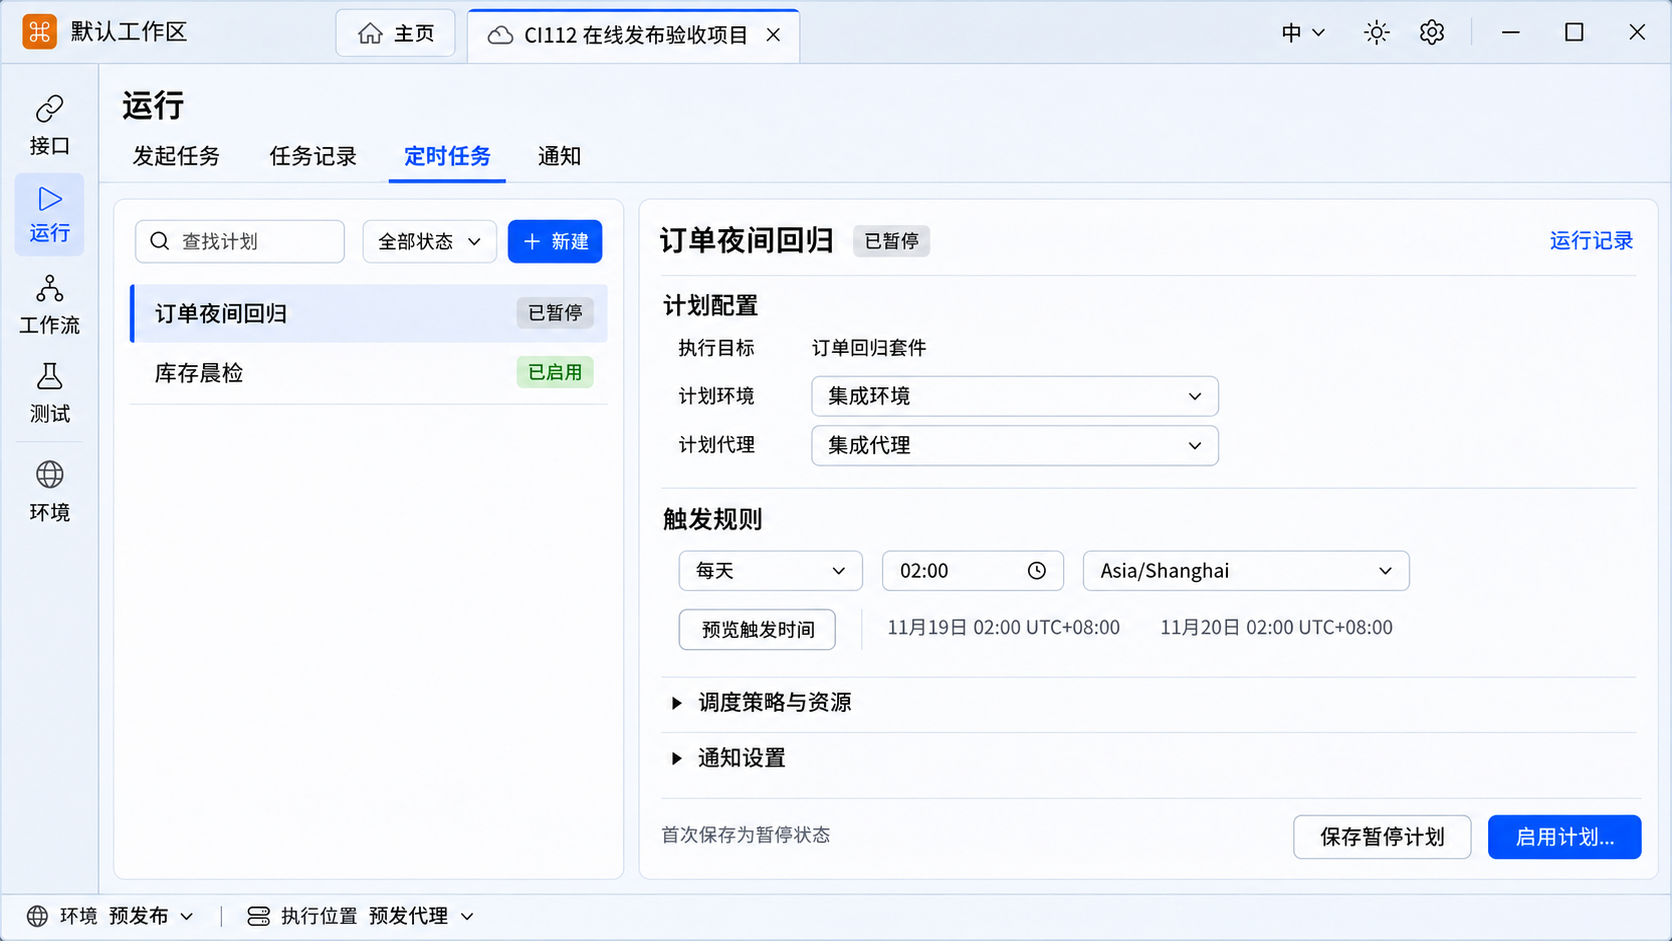 默认工作区
主页
CI112 在线发布验收项目
中
接口
运行
工作流
测试
环境
运行
发起任务 任务记录 定时任务 通知
查找计划 全部状态 新建
订单夜间回归 已暂停
库存晨检 已启用
订单夜间回归 已暂停 运行记录
计划配置
执行目标 订单回归套件
计划环境 集成环境
计划代理 集成代理
触发规则
每天 02:00 Asia/Shanghai
预览触发时间 11月19日 02:00 UTC+08:00 11月20日 02:00 UTC+08:00
调度策略与资源
通知设置
首次保存为暂停状态 保存暂停计划 启用计划...
环境 预发布 执行位置 预发代理